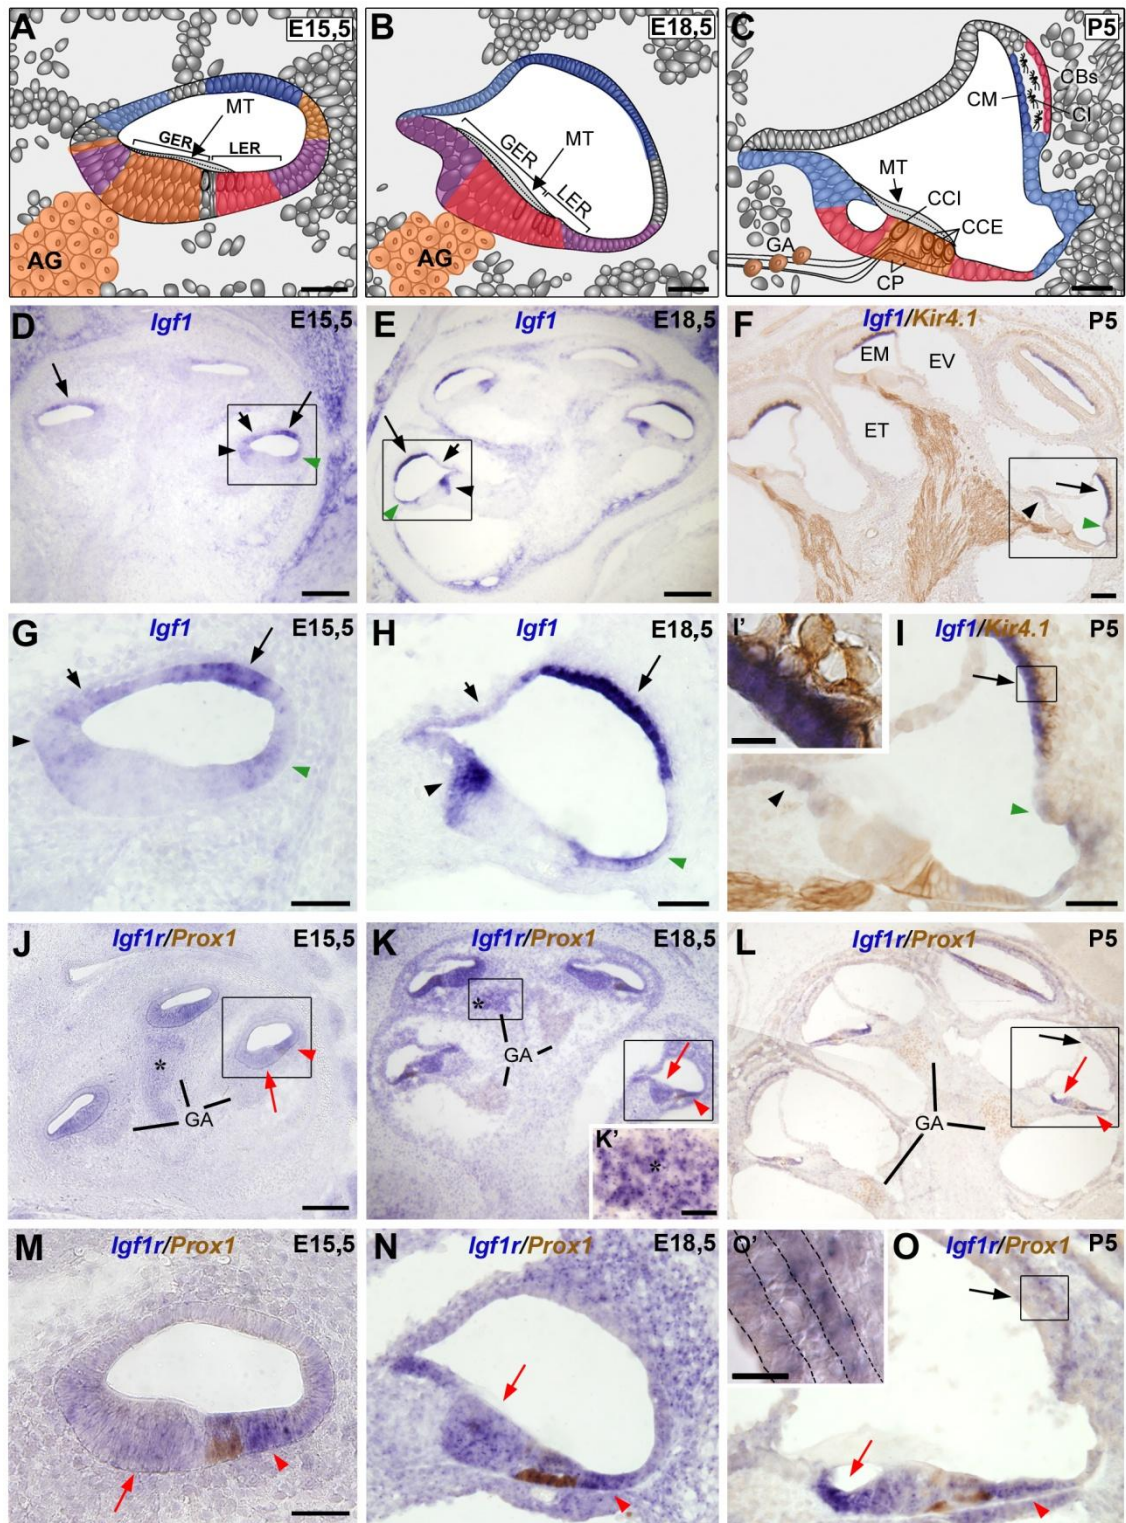 A E15,5
MT
GER LER
AG
B E18,5
GER MT LER
AG
C P5
CBs
CM CI
MT
CCI
CCE
GA
CP
D Igf1 E15,5
E Igf1 E18,5
F Igf1/Kir4.1 P5
EM EV
ET
G Igf1 E15,5
H Igf1 E18,5
I' I Igf1/Kir4.1 P5
J Igf1r/Prox1 E15,5
*
GA
K Igf1r/Prox1 E18,5
*
GA
K'
*
L Igf1r/Prox1 P5
GA
M Igf1r/Prox1 E15,5
N Igf1r/Prox1 E18,5
O' O Igf1r/Prox1 P5